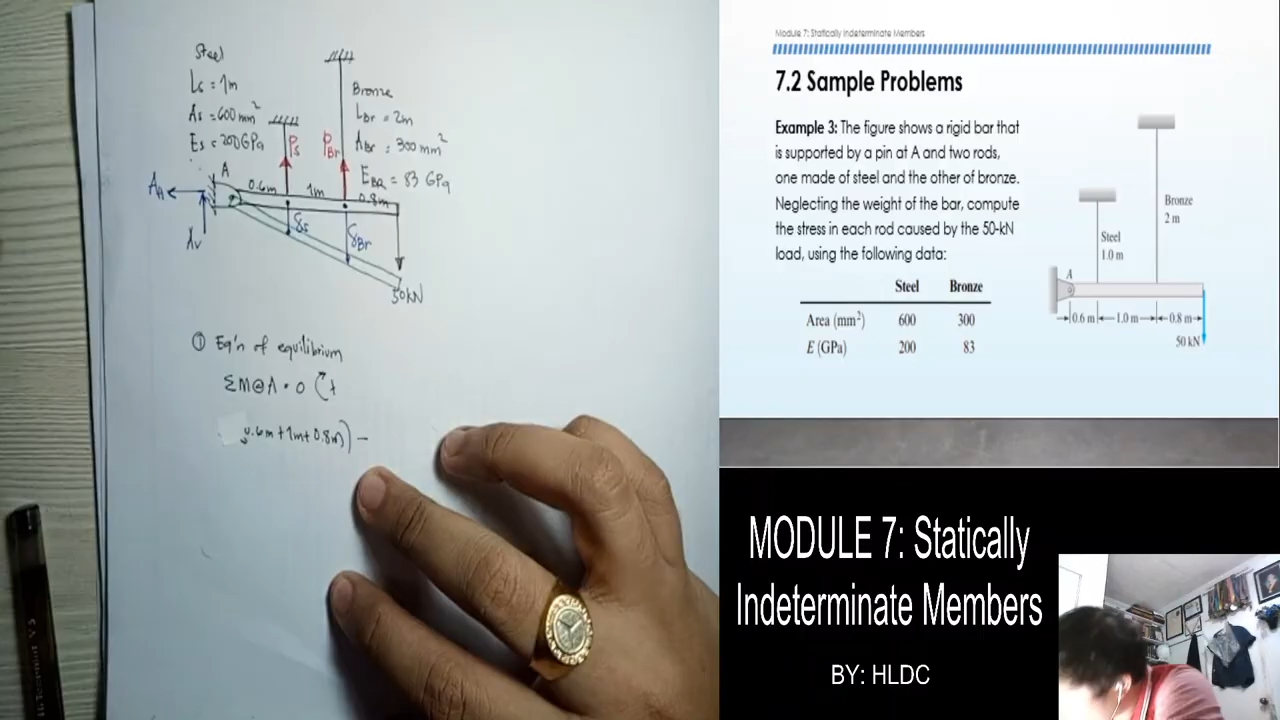 Steel
Ls = 1m
As = 600 mm²
Es = 200 GPa
Bronze
LBr = 2m
ABr = 300 mm²
EBr = 83 GPa
Ps
PBr
A
0.6m
1m
0.8m
AH
AV
δs
δBr
50kN
① Eq'n of equilibrium
ΣM@A = 0 (+
0.6m+1m+0.8m) −
Module 7: Statically Indeterminate Members
7.2 Sample Problems
Example 3: The figure shows a rigid bar that
is supported by a pin at A and two rods,
one made of steel and the other of bronze.
Neglecting the weight of the bar, compute
the stress in each rod caused by the 50-kN
load, using the following data:
Steel Bronze
Area (mm²) 600 300
E (GPa) 200 83
Bronze
2 m
Steel
1.0 m
A
0.6 m 1.0 m 0.8 m
50 kN
MODULE 7: Statically
Indeterminate Members
BY: HLDC